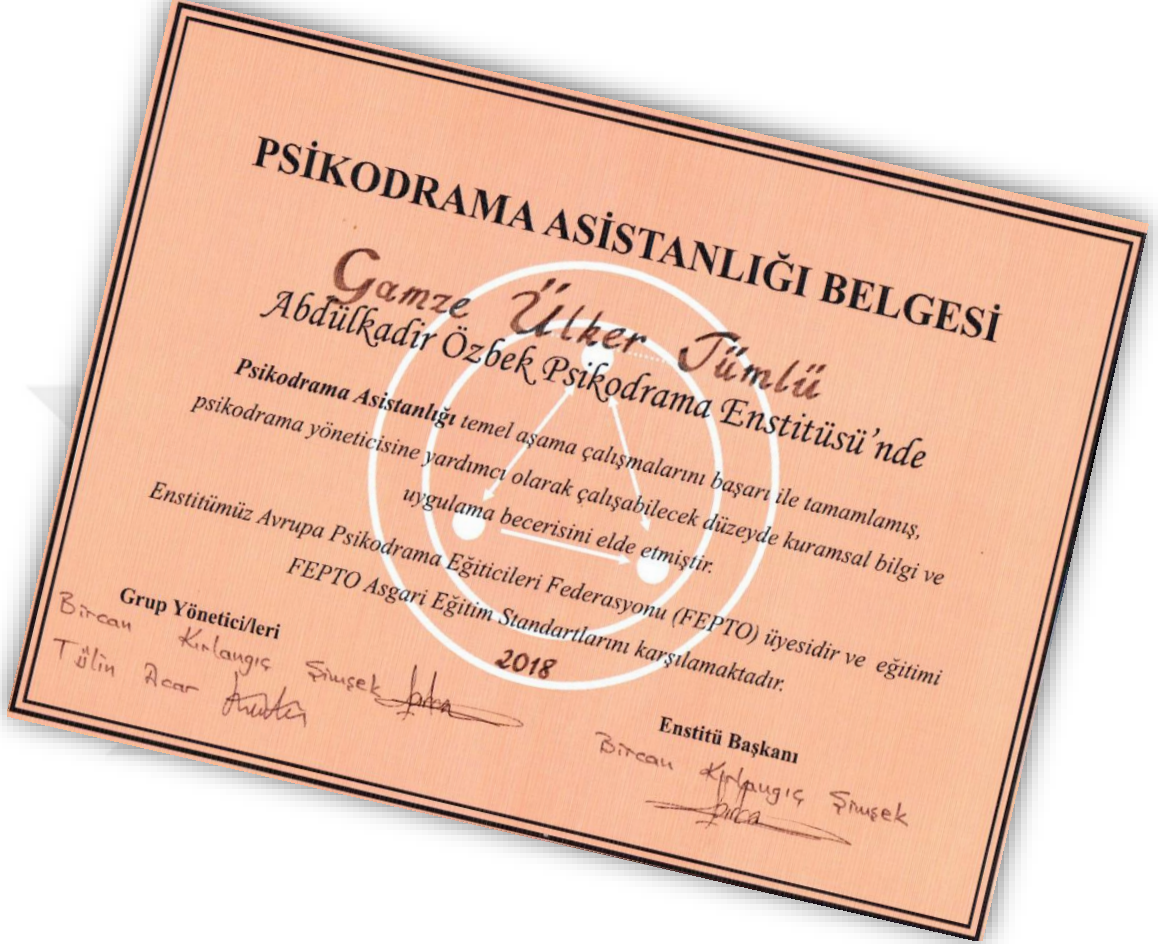 PSİKODRAMA ASİSTANLIĞI BELGESİ
Gamze Ülker Tümlü
Abdülkadir Özbek Psikodrama Enstitüsü'nde
Psikodrama Asistanlığı temel aşama çalışmalarını başarı ile tamamlamış,
psikodrama yöneticisine yardımcı olarak çalışabilecek düzeyde kuramsal bilgi ve
uygulama becerisini elde etmiştir.
Enstitümüz Avrupa Psikodrama Eğiticileri Federasyonu (FEPTO) üyesidir ve eğitimi
FEPTO Asgari Eğitim Standartlarını karşılamaktadır.
2018
Grup Yönetici/leri
Bircan Kırlangıç Şimşek
Tülin Acar
Enstitü Başkanı
Bircan Kırlangıç Şimşek